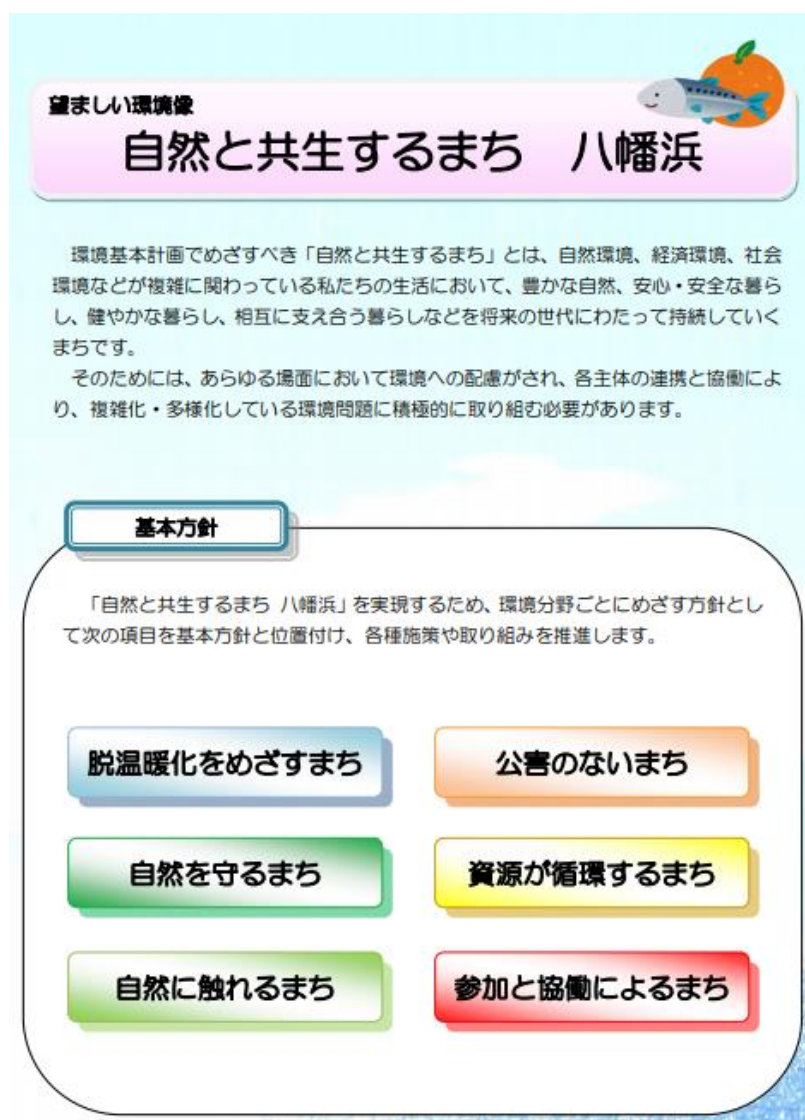 望ましい環境像
自然と共生するまち　八幡浜
　環境基本計画でめざすべき「自然と共生するまち」とは、自然環境、経済環境、社会
環境などが複雑に関わっている私たちの生活において、豊かな自然、安心・安全な暮ら
し、健やかな暮らし、相互に支え合う暮らしなどを将来の世代にわたって持続していく
まちです。
　そのためには、あらゆる場面において環境への配慮がされ、各主体の連携と協働によ
り、複雑化・多様化している環境問題に積極的に取り組む必要があります。
基本方針
　「自然と共生するまち 八幡浜」を実現するため、環境分野ごとにめざす方針とし
て次の項目を基本方針と位置付け、各種施策や取り組みを推進します。
脱温暖化をめざすまち
公害のないまち
自然を守るまち
資源が循環するまち
自然に触れるまち
参加と協働によるまち